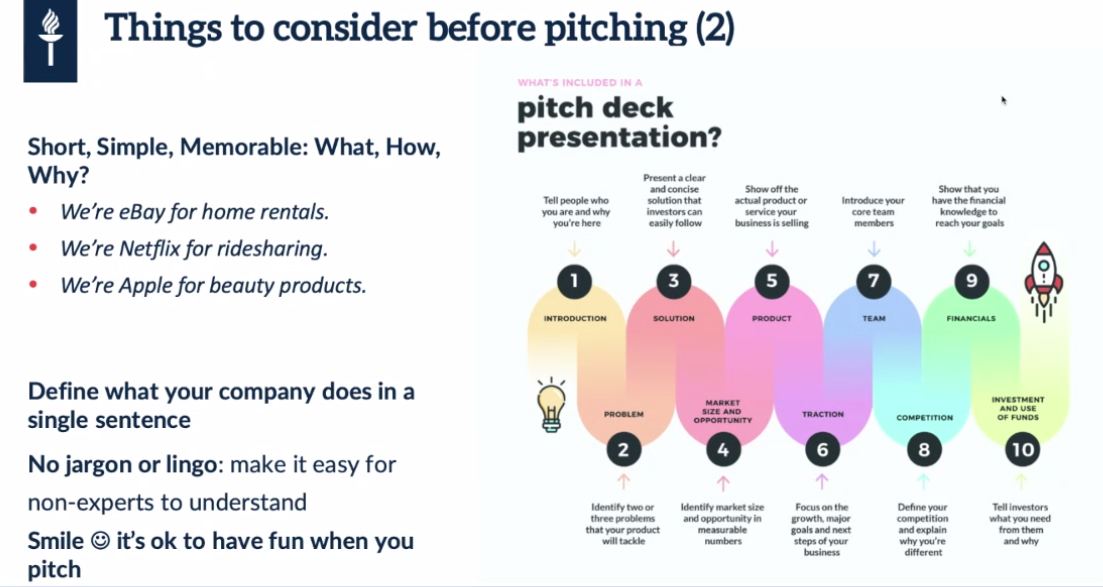 Things to consider before pitching (2)
Short, Simple, Memorable: What, How,
Why?
• We're eBay for home rentals.
• We're Netflix for ridesharing.
• We're Apple for beauty products.
Define what your company does in a
single sentence
No jargon or lingo: make it easy for
non-experts to understand
Smile ☺ it's ok to have fun when you
pitch
WHAT'S INCLUDED IN A
pitch deck
presentation?
Tell people who
you are and why
you're here
1
INTRODUCTION
PROBLEM
2
Identify two or
three problems
that your product
will tackle
Present a clear
and concise
solution that
investors can
easily follow
3
SOLUTION
MARKET
SIZE AND
OPPORTUNITY
4
Identify market size
and opportunity in
measurable
numbers
Show off the
actual product or
service your
business is selling
5
PRODUCT
TRACTION
6
Focus on the
growth, major
goals and next
steps of your
business
Introduce your
core team
members
7
TEAM
COMPETITION
8
Define your
competition
and explain
why you're
different
Show that you
have the financial
knowledge to
reach your goals
9
FINANCIALS
INVESTMENT
AND USE
OF FUNDS
10
Tell investors
what you need
from them
and why